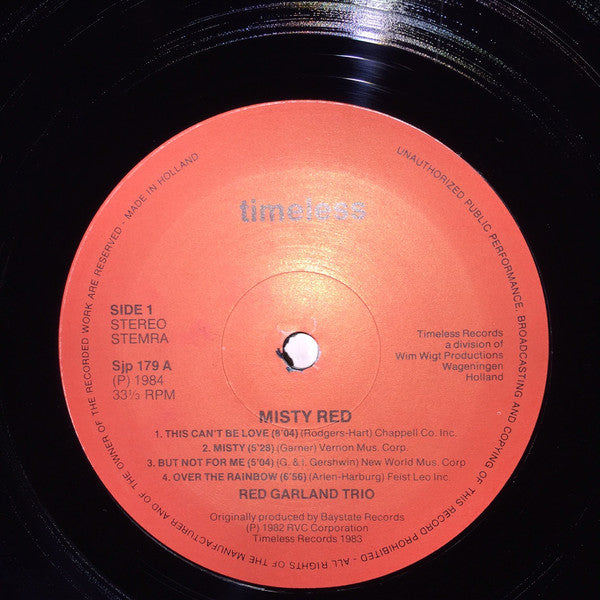 timeless
SIDE 1
STEREO
STEMRA
Sjp 179 A
(P) 1984
33⅓ RPM
Timeless Records
a division of
Wim Wigt Productions
Wageningen
Holland
MISTY RED
1. THIS CAN'T BE LOVE (8'04) (Rodgers-Hart) Chappell Co. Inc.
2. MISTY (5'23) (Garner) Vernon Mus. Corp.
3. BUT NOT FOR ME (5'04) (G. & I. Gershwin) New World Mus. Corp
4. OVER THE RAINBOW (6'56) (Arlen-Harburg) Feist Leo Inc.
RED GARLAND TRIO
Originally produced by Baystate Records
(P) 1982 RVC Corporation
Timeless Records 1983
ALL RIGHTS OF THE MANUFACTURER AND OF THE OWNER OF THE RECORDED WORK ARE RESERVED - MADE IN HOLLAND
UNAUTHORIZED PUBLIC PERFORMANCE, BROADCASTING AND COPYING OF THIS RECORD PROHIBITED -